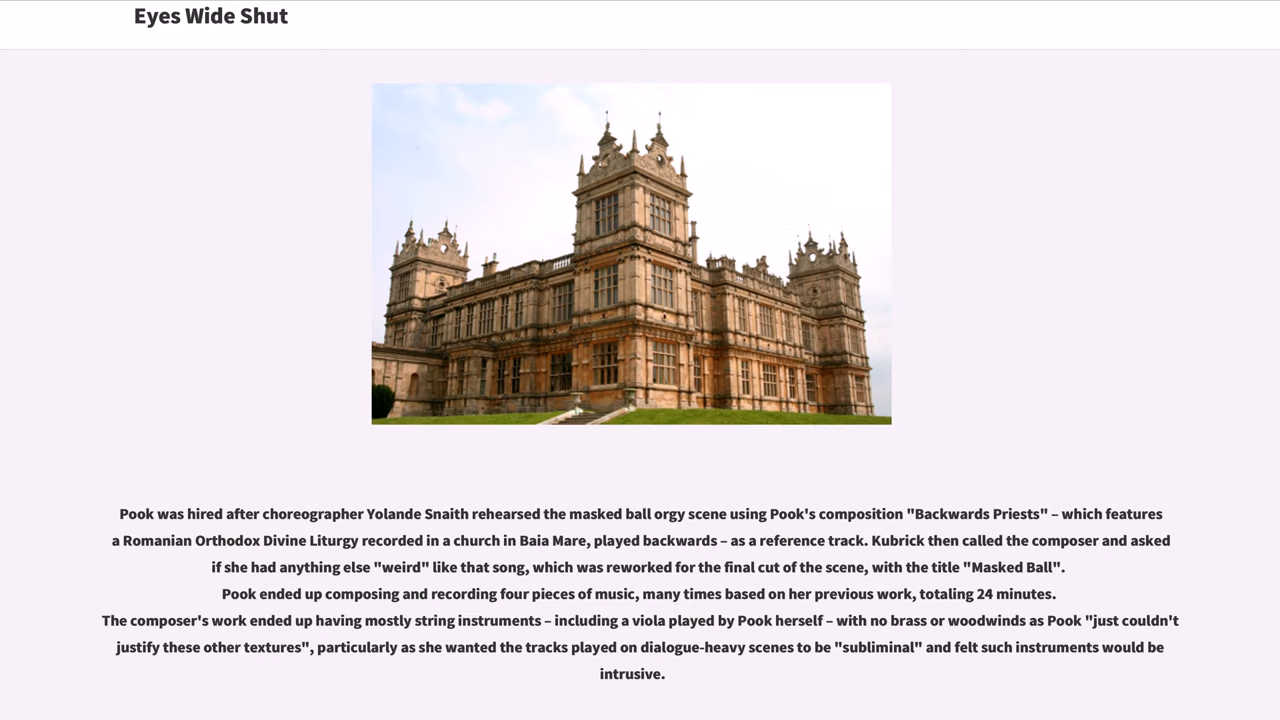 Eyes Wide Shut
Pook was hired after choreographer Yolande Snaith rehearsed the masked ball orgy scene using Pook's composition "Backwards Priests" – which features
a Romanian Orthodox Divine Liturgy recorded in a church in Baia Mare, played backwards – as a reference track. Kubrick then called the composer and asked
if she had anything else "weird" like that song, which was reworked for the final cut of the scene, with the title "Masked Ball".
Pook ended up composing and recording four pieces of music, many times based on her previous work, totaling 24 minutes.
The composer's work ended up having mostly string instruments – including a viola played by Pook herself – with no brass or woodwinds as Pook "just couldn't
justify these other textures", particularly as she wanted the tracks played on dialogue-heavy scenes to be "subliminal" and felt such instruments would be
intrusive.